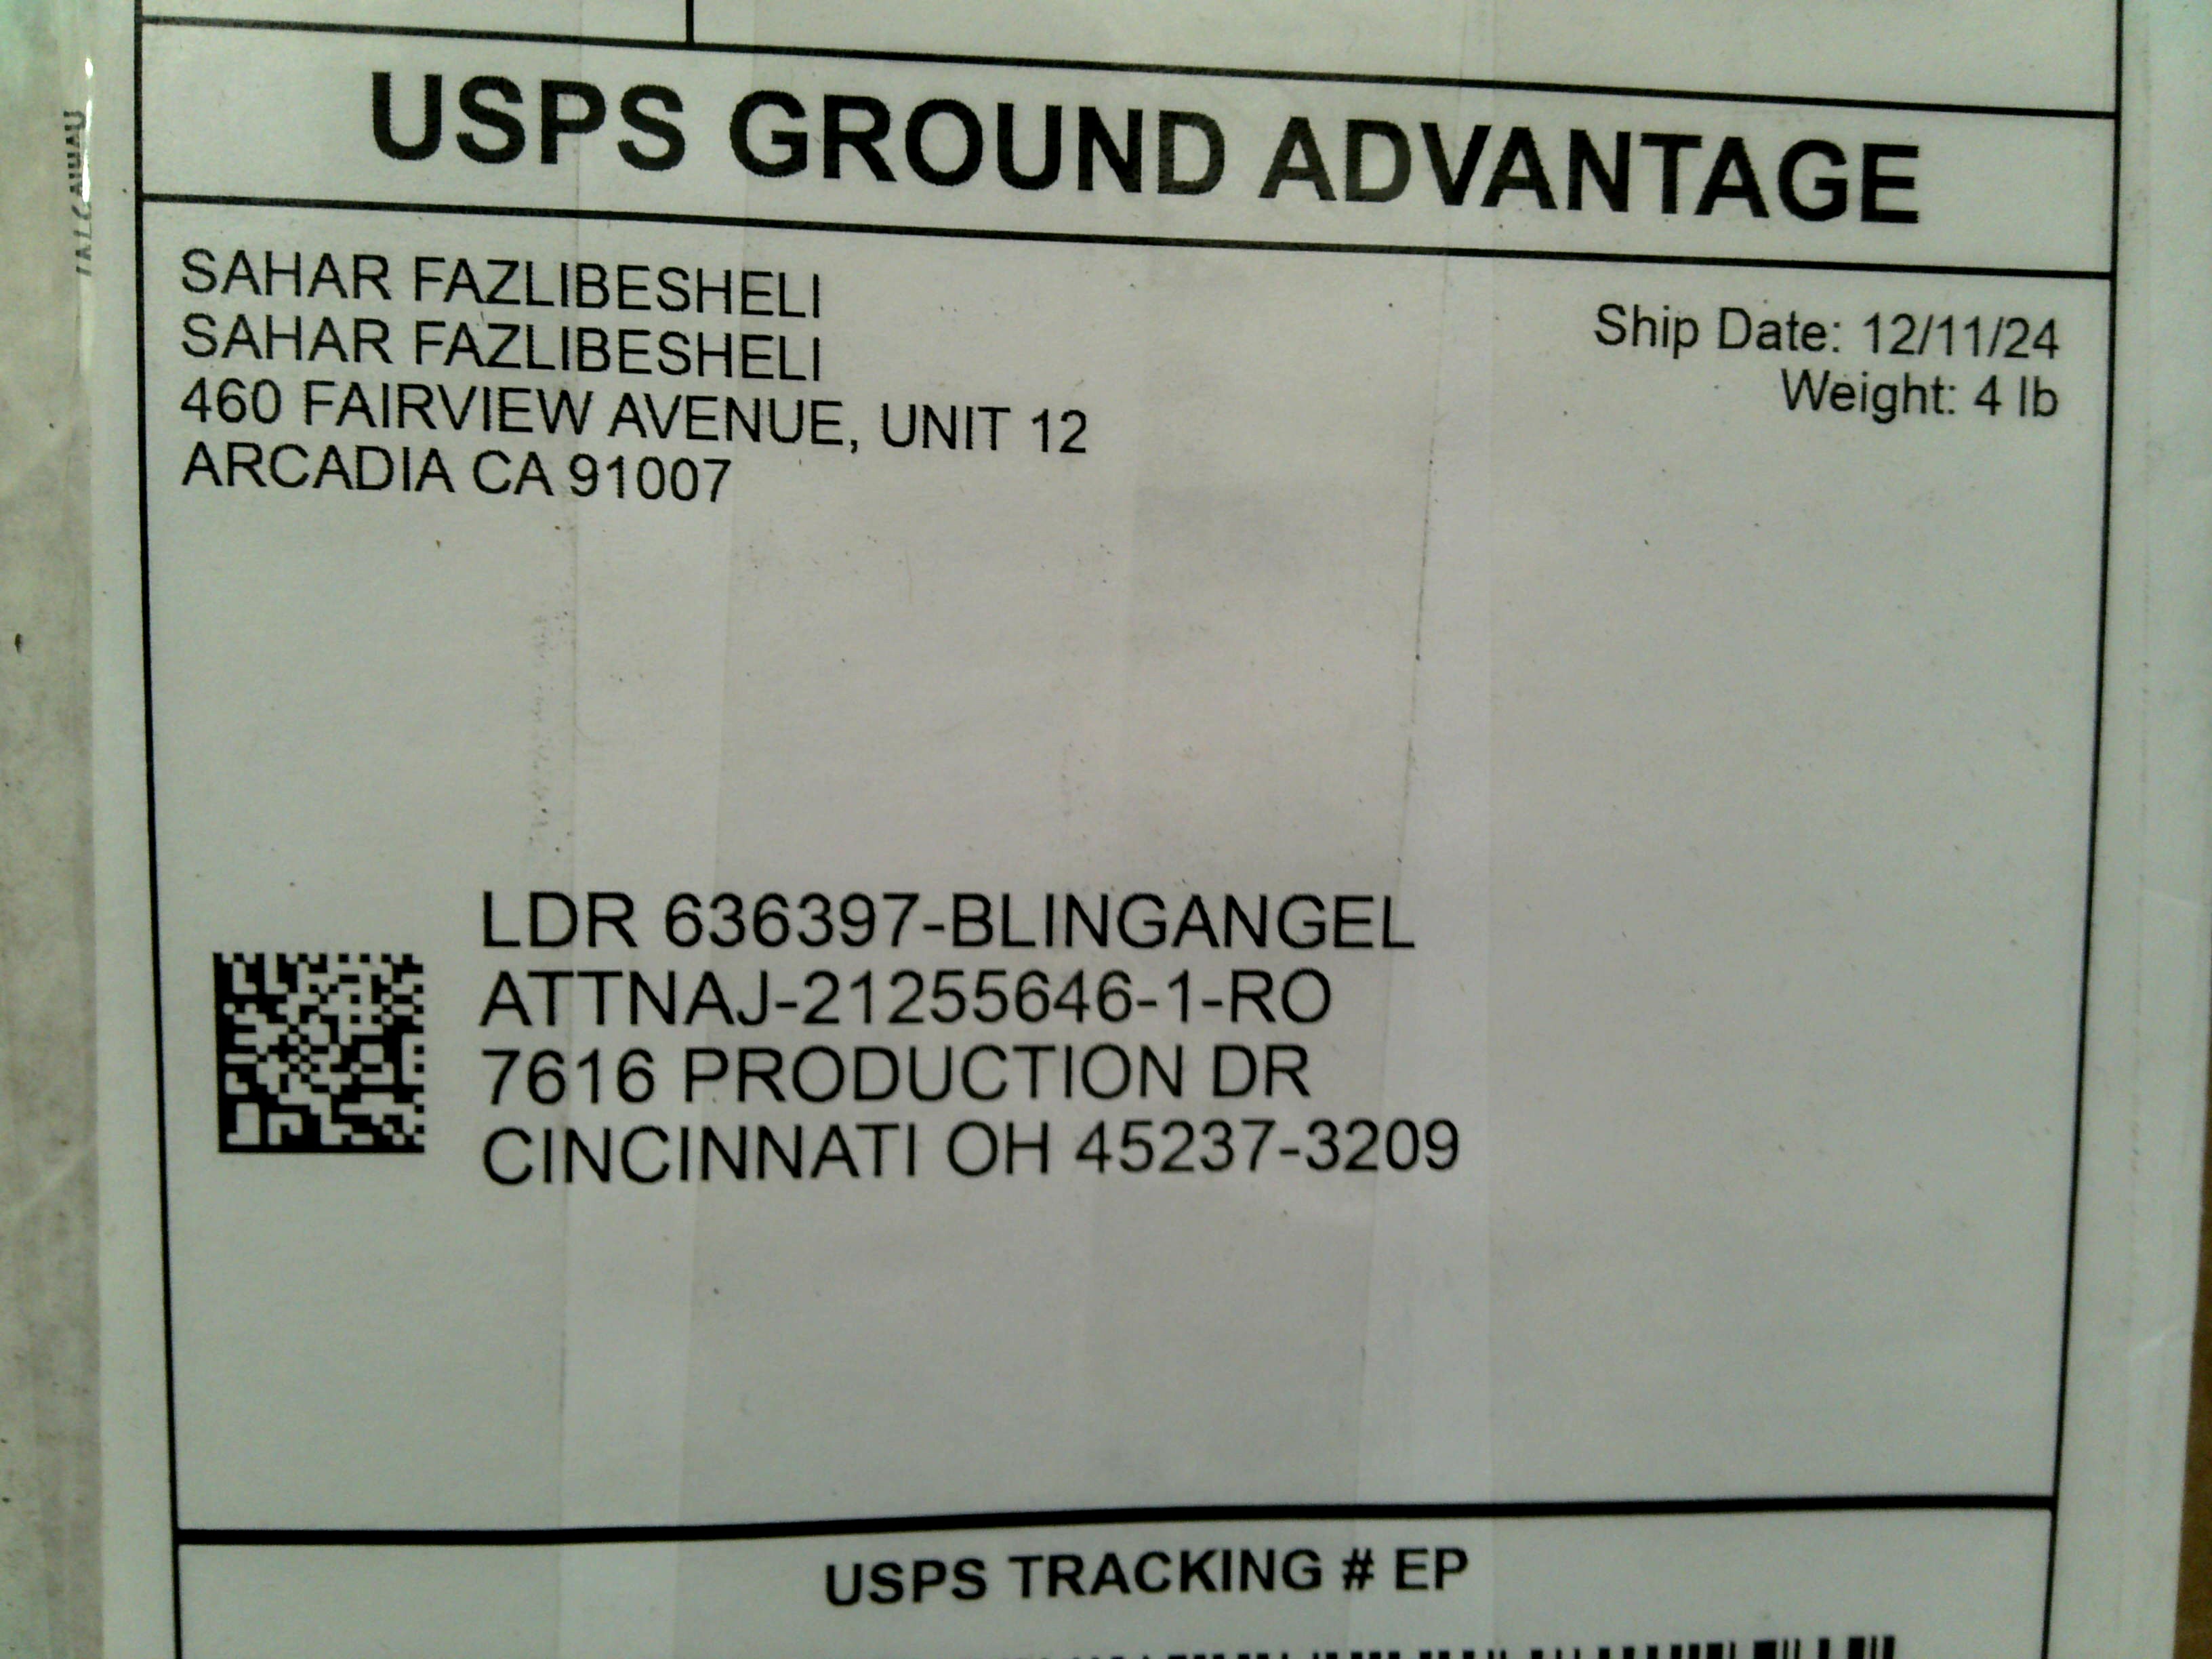 USPS GROUND ADVANTAGE
SAHAR FAZLIBESHELI
SAHAR FAZLIBESHELI
460 FAIRVIEW AVENUE, UNIT 12
ARCADIA CA 91007
Ship Date: 12/11/24
Weight: 4 lb
LDR 636397-BLINGANGEL
ATTNAJ-21255646-1-RO
7616 PRODUCTION DR
CINCINNATI OH 45237-3209
USPS TRACKING # EP